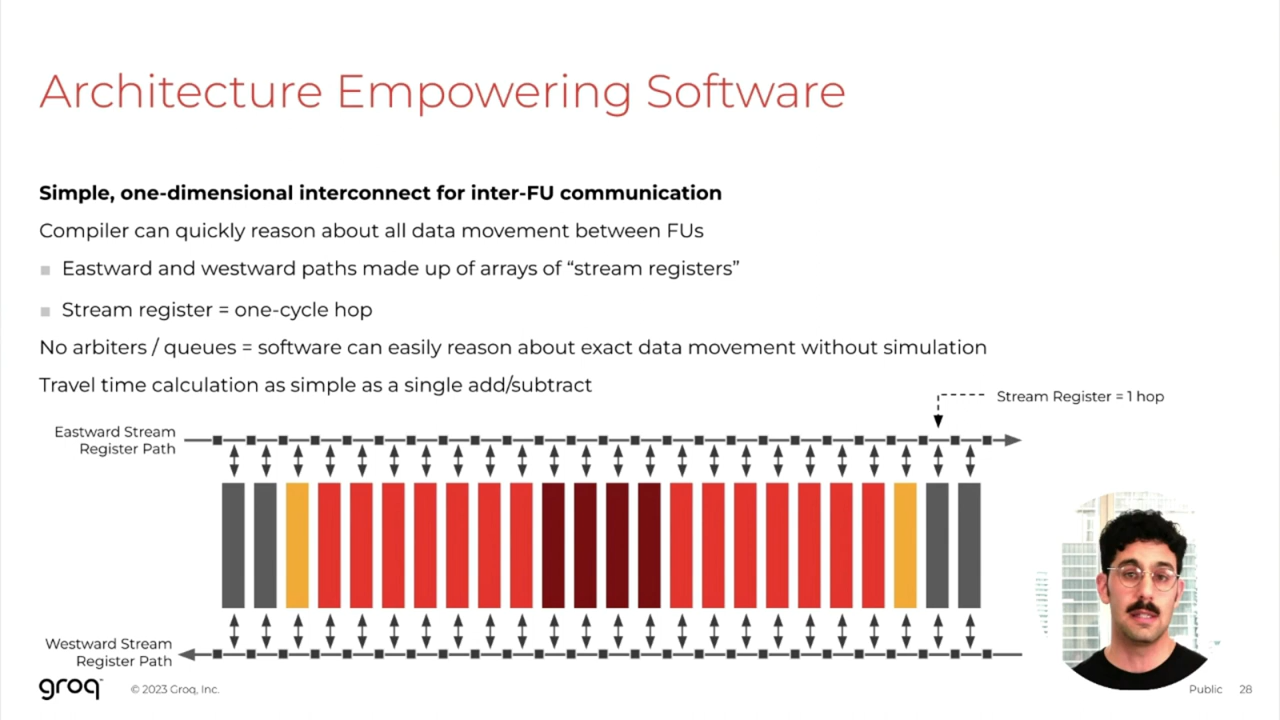 Architecture Empowering Software
Simple, one-dimensional interconnect for inter-FU communication
Compiler can quickly reason about all data movement between FUs
Eastward and westward paths made up of arrays of “stream registers”
Stream register = one-cycle hop
No arbiters / queues = software can easily reason about exact data movement without simulation
Travel time calculation as simple as a single add/subtract
Stream Register = 1 hop
Eastward Stream
Register Path
Westward Stream
Register Path
groq™
© 2023 Groq, Inc.
Public 28